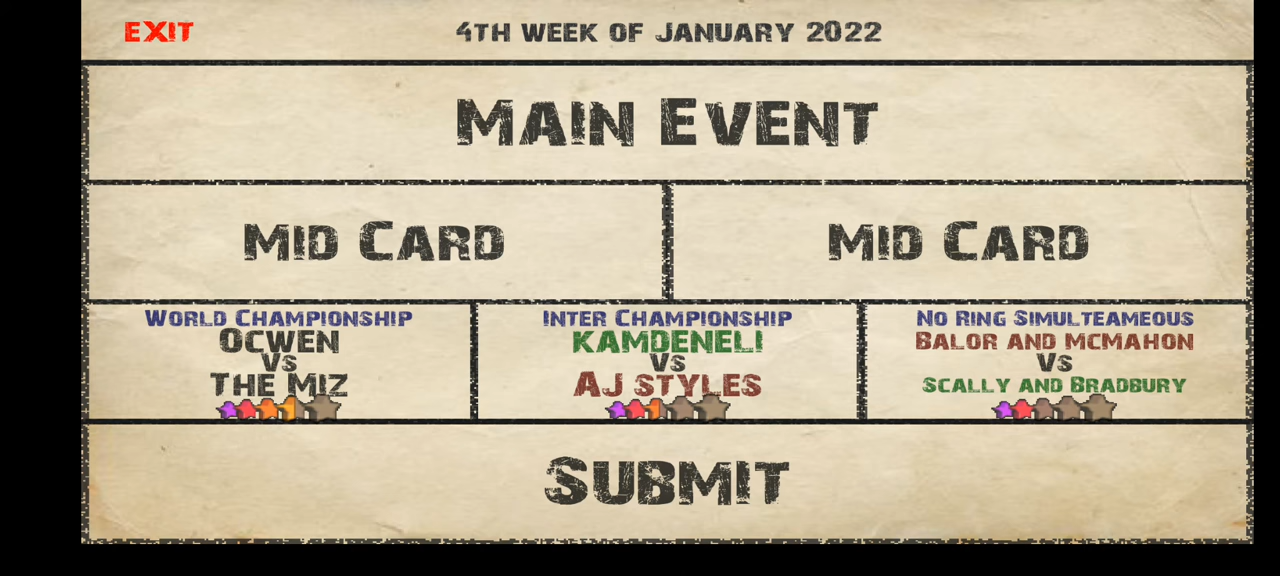 EXIT
4TH WEEK OF JANUARY 2022
MAIN EVENT
MID CARD
MID CARD
WORLD CHAMPIONSHIP
OCWEN
VS
THE MIZ
INTER CHAMPIONSHIP
KAMDENELI
VS
AJ STYLES
NO RING SIMULTEAMEOUS
BALOR AND MCMAHON
VS
SCALLY AND BRADBURY
SUBMIT